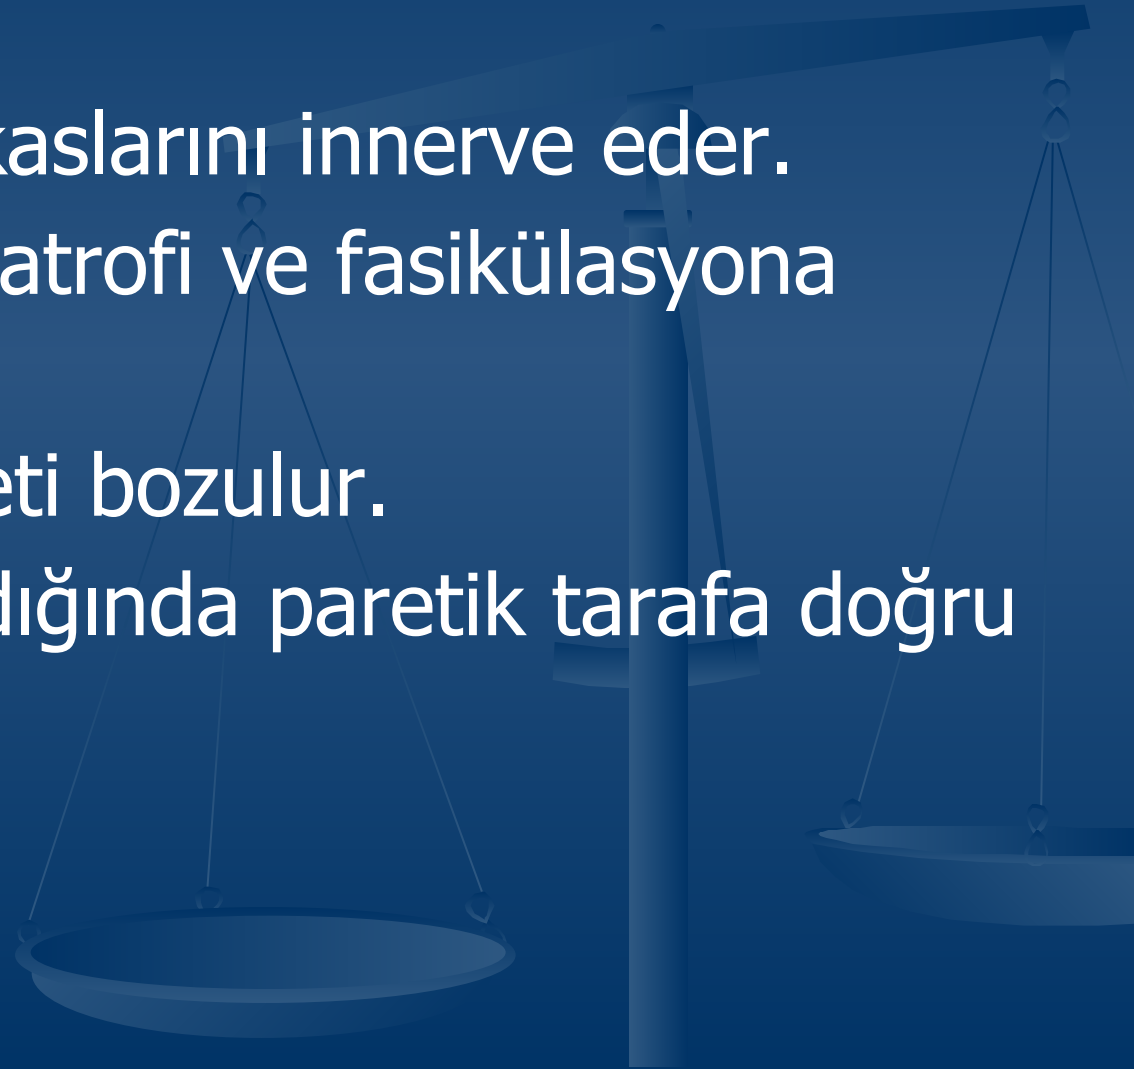 kaslarını innerve eder.
atrofi ve fasikülasyona
eti bozulur.
dığında paretik tarafa doğru